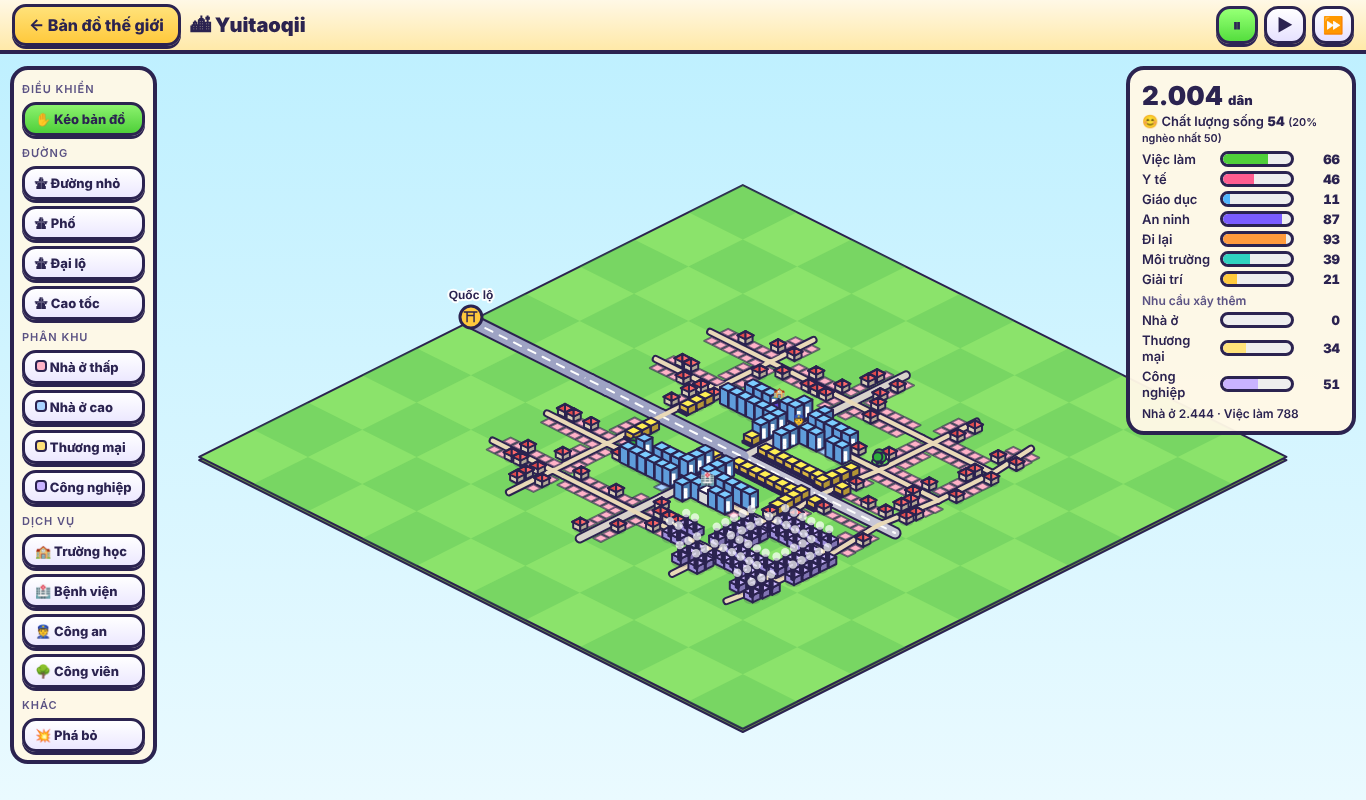 ← Bản đồ thế giới
Yuitaoqii
ĐIỀU KHIỂN
Kéo bản đồ
ĐƯỜNG
Đường nhỏ
Phố
Đại lộ
Cao tốc
PHÂN KHU
Nhà ở thấp
Nhà ở cao
Thương mại
Công nghiệp
DỊCH VỤ
Trường học
Bệnh viện
Công an
Công viên
KHÁC
Phá bỏ
Quốc lộ
2.004 dân
Chất lượng sống 54 (20%
nghèo nhất 50)
Việc làm 66
Y tế 46
Giáo dục 11
An ninh 87
Đi lại 93
Môi trường 39
Giải trí 21
Nhu cầu xây thêm
Nhà ở 0
Thương
mại 34
Công
nghiệp 51
Nhà ở 2.444 · Việc làm 788